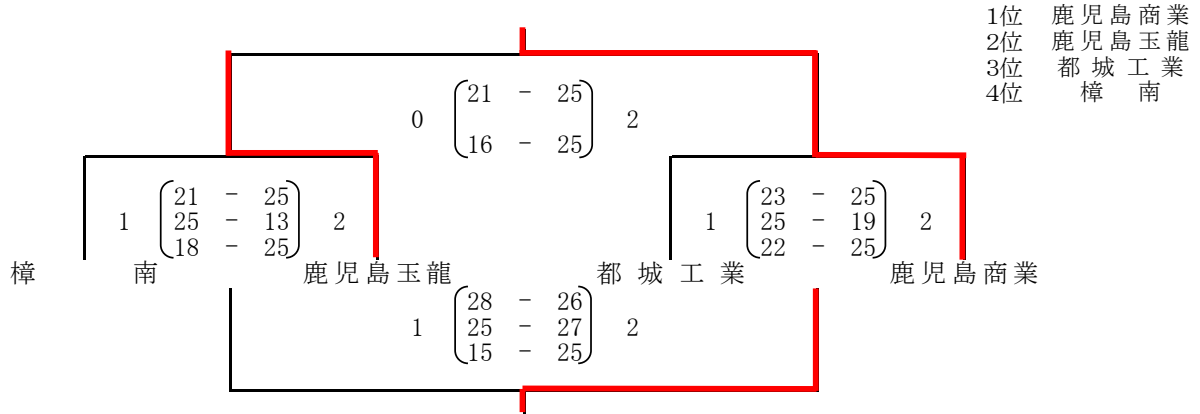 1位 鹿児島商業
2位 鹿児島玉龍
3位 都城工業
4位 樟南
21 - 25
0 2
16 - 25
21 - 25 23 - 25
1 25 - 13 2 1 25 - 19 2
18 - 25 22 - 25
樟南 鹿児島玉龍 都城工業 鹿児島商業
28 - 26
1 25 - 27 2
15 - 25